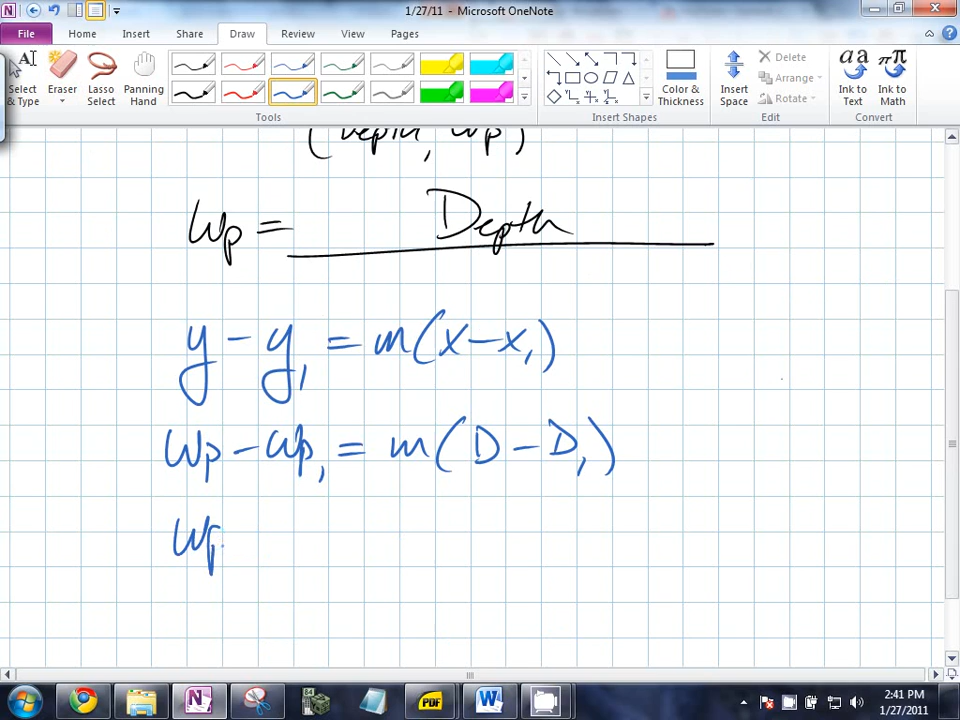 1/27/11 - Microsoft OneNote
File Home Insert Share Draw Review View Pages
Select & Type
Eraser
Lasso Select
Panning Hand
Color & Thickness
Insert Space
Delete
Arrange
Rotate
Ink to Text
Ink to Math
Tools
Insert Shapes
Edit
Convert
(Depth, Wp)
Wp = Depth
y - y₁ = m(x - x₁)
Wp - Wp₁ = m(D - D₁)
Wp
2:41 PM
1/27/2011